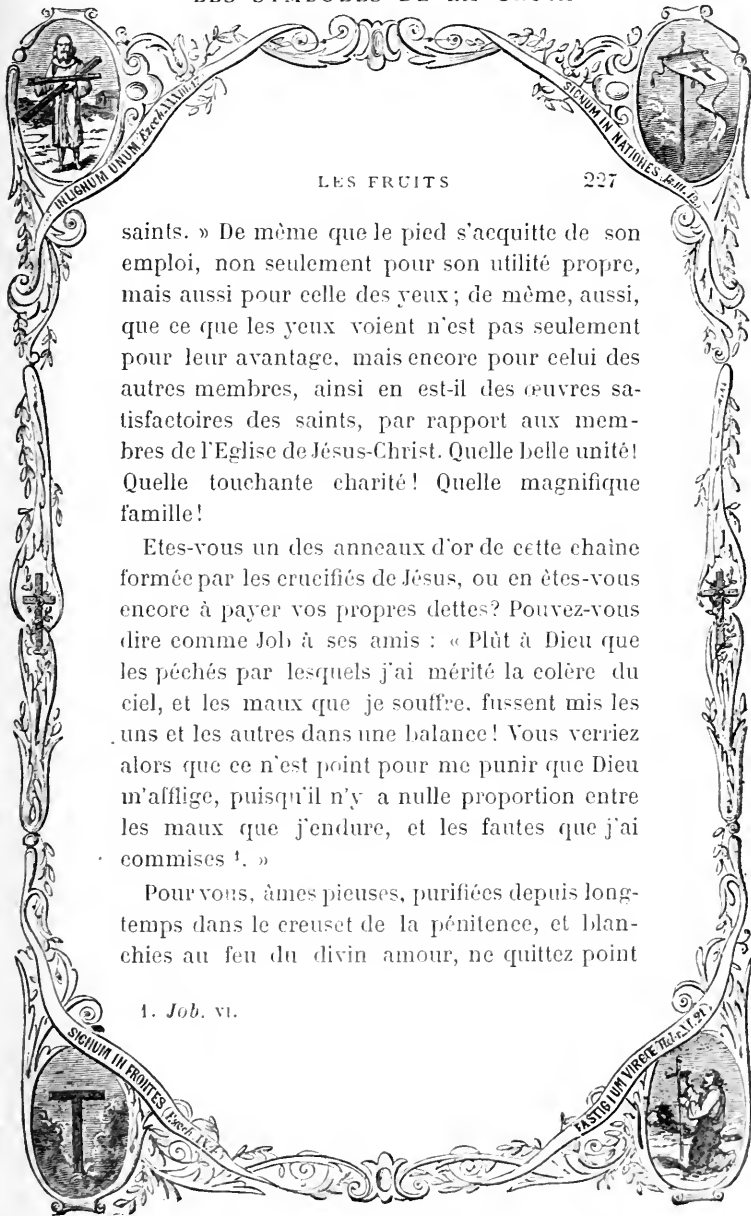 LES SYMBOLES DE LA CROIX
IN LIGNUM UNUM
SIGNUM IN NATIONES
LES FRUITS 227
saints. » De même que le pied s'acquitte de son
emploi, non seulement pour son utilité propre,
mais aussi pour celle des yeux; de même, aussi,
que ce que les yeux voient n'est pas seulement
pour leur avantage, mais encore pour celui des
autres membres, ainsi en est-il des œuvres sa-
tisfactoires des saints, par rapport aux mem-
bres de l'Eglise de Jésus-Christ. Quelle belle unité!
Quelle touchante charité! Quelle magnifique
famille!
Etes-vous un des anneaux d'or de cette chaîne
formée par les crucifiés de Jésus, ou en êtes-vous
encore à payer vos propres dettes? Pouvez-vous
dire comme Job à ses amis : « Plût à Dieu que
les péchés par lesquels j'ai mérité la colère du
ciel, et les maux que je souffre, fussent mis les
uns et les autres dans une balance! Vous verriez
alors que ce n'est point pour me punir que Dieu
m'afflige, puisqu'il n'y a nulle proportion entre
les maux que j'endure, et les fautes que j'ai
commises ¹. »
Pour vous, âmes pieuses, purifiées depuis long-
temps dans le creuset de la pénitence, et blan-
chies au feu du divin amour, ne quittez point
1. Job. VI.
SIGNUM IN FRONTES
FASTIGIUM VIRGŒ